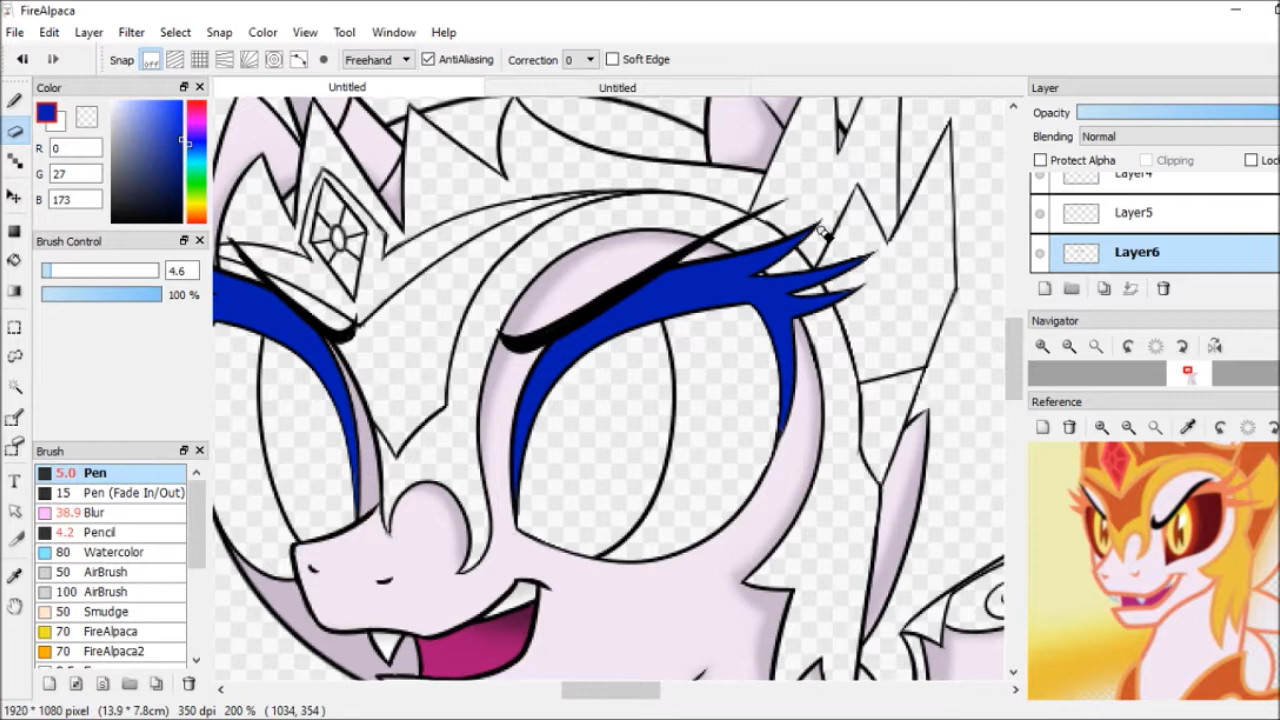 FireAlpaca
File Edit Layer Filter Select Snap Color View Tool Window Help
Snap off Freehand AntiAliasing Correction 0 Soft Edge
Color
R 0
G 27
B 173
Brush Control
4.6
100 %
Brush
5.0 Pen
15 Pen (Fade In/Out)
38.9 Blur
4.2 Pencil
80 Watercolor
50 AirBrush
100 AirBrush
50 Smudge
70 FireAlpaca
70 FireAlpaca2
Untitled Untitled
Layer
Opacity
Blending Normal
Protect Alpha Clipping Loc
Layer4
Layer5
Layer6
Navigator
Reference
T
1920 * 1080 pixel (13.9 * 7.8cm) 350 dpi 200 % ( 1034, 354 )